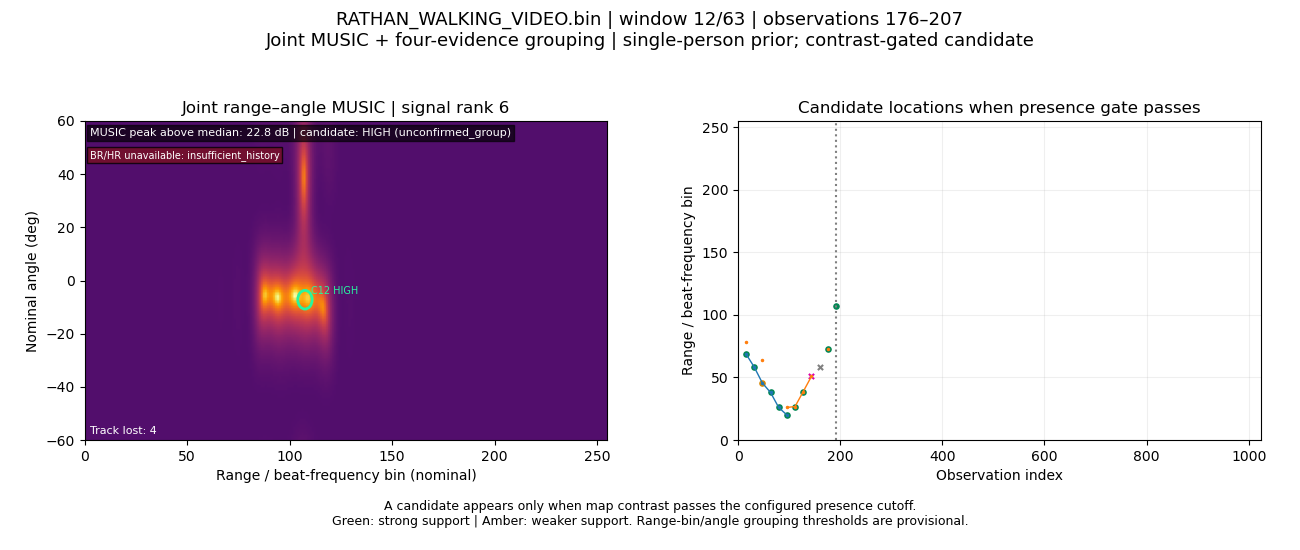 RATHAN_WALKING_VIDEO.bin | window 12/63 | observations 176–207
Joint MUSIC + four-evidence grouping | single-person prior; contrast-gated candidate
Joint range–angle MUSIC | signal rank 6
MUSIC peak above median: 22.8 dB | candidate: HIGH (unconfirmed_group)
BR/HR unavailable: insufficient_history
C12 HIGH
Track lost: 4
60
40
20
0
−20
−40
−60
Nominal angle (deg)
0
50
100
150
200
250
Range / beat-frequency bin (nominal)
Candidate locations when presence gate passes
250
200
150
100
50
0
Range / beat-frequency bin
0
200
400
600
800
1000
Observation index
A candidate appears only when map contrast passes the configured presence cutoff.
Green: strong support | Amber: weaker support. Range-bin/angle grouping thresholds are provisional.